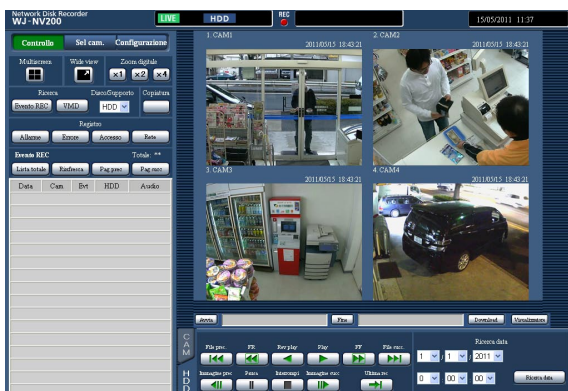 Network Disk Recorder
WJ-NV200
LIVE
HDD
REC
15/05/2011 11:37
Controllo
Sel cam.
Configurazione
Multiscreen
Wide view
Zoom digitale
x1
x2
x4
Ricerca
Disco/Supporto
Copiatura
Evento REC
VMD
HDD
Registro
Allarme
Errore
Accesso
Rete
Evento REC
Totale: **
Lista totale
Rinfresca
Pag prec
Pag succ
Data
Cam
Evt
HDD
Audio
1. CAM1
2011/05/15 18:43:21
2. CAM2
2011/05/15 18:43:21
3. CAM3
2011/05/15 18:43:21
4. CAM4
2011/05/15 18:43:21
Avvia
Fine
Download
Visualizzatore
CAM
HDD
File prec.
FR
Rev play
Play
FF
File succ.
Immagine prec
Pausa
Interrompi
Immagine succ
Ultima rec
Ricerca data
1 / 1 / 2011
0 : 00 : 00
Ricerca data